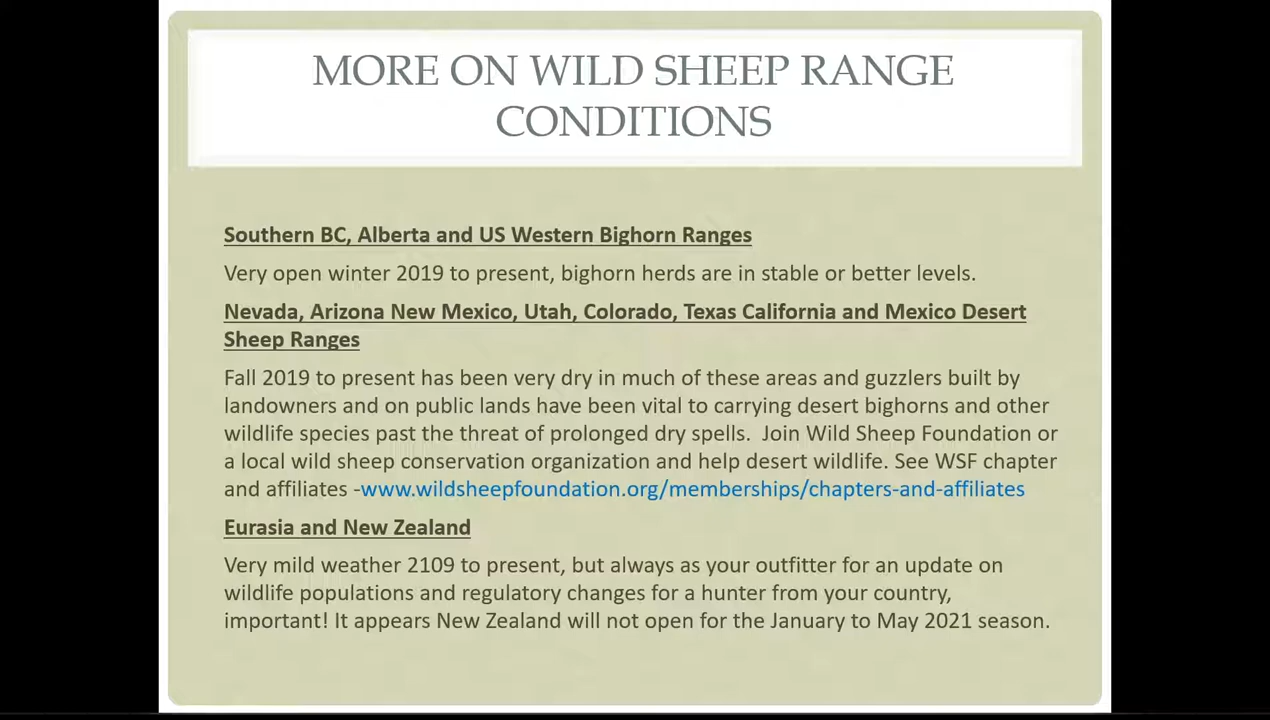 MORE ON WILD SHEEP RANGE
CONDITIONS
Southern BC, Alberta and US Western Bighorn Ranges
Very open winter 2019 to present, bighorn herds are in stable or better levels.
Nevada, Arizona New Mexico, Utah, Colorado, Texas California and Mexico Desert
Sheep Ranges
Fall 2019 to present has been very dry in much of these areas and guzzlers built by
landowners and on public lands have been vital to carrying desert bighorns and other
wildlife species past the threat of prolonged dry spells.  Join Wild Sheep Foundation or
a local wild sheep conservation organization and help desert wildlife. See WSF chapter
and affiliates -www.wildsheepfoundation.org/memberships/chapters-and-affiliates
Eurasia and New Zealand
Very mild weather 2109 to present, but always as your outfitter for an update on
wildlife populations and regulatory changes for a hunter from your country,
important! It appears New Zealand will not open for the January to May 2021 season.